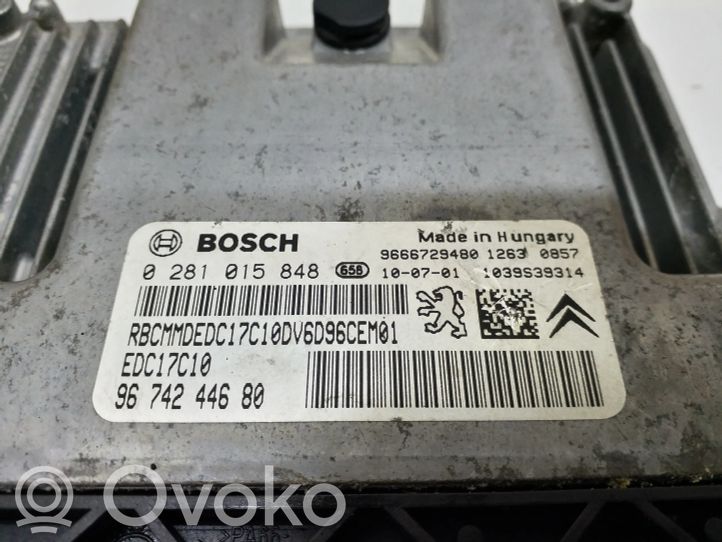 BOSCH
Made in Hungary
9666729480 1263 0857
0 281 015 848 658 10-07-01 1039S39314
RBCMMDEDC17C10DV6D96CEM01
EDC17C10
96 742 446 80
Ovoko